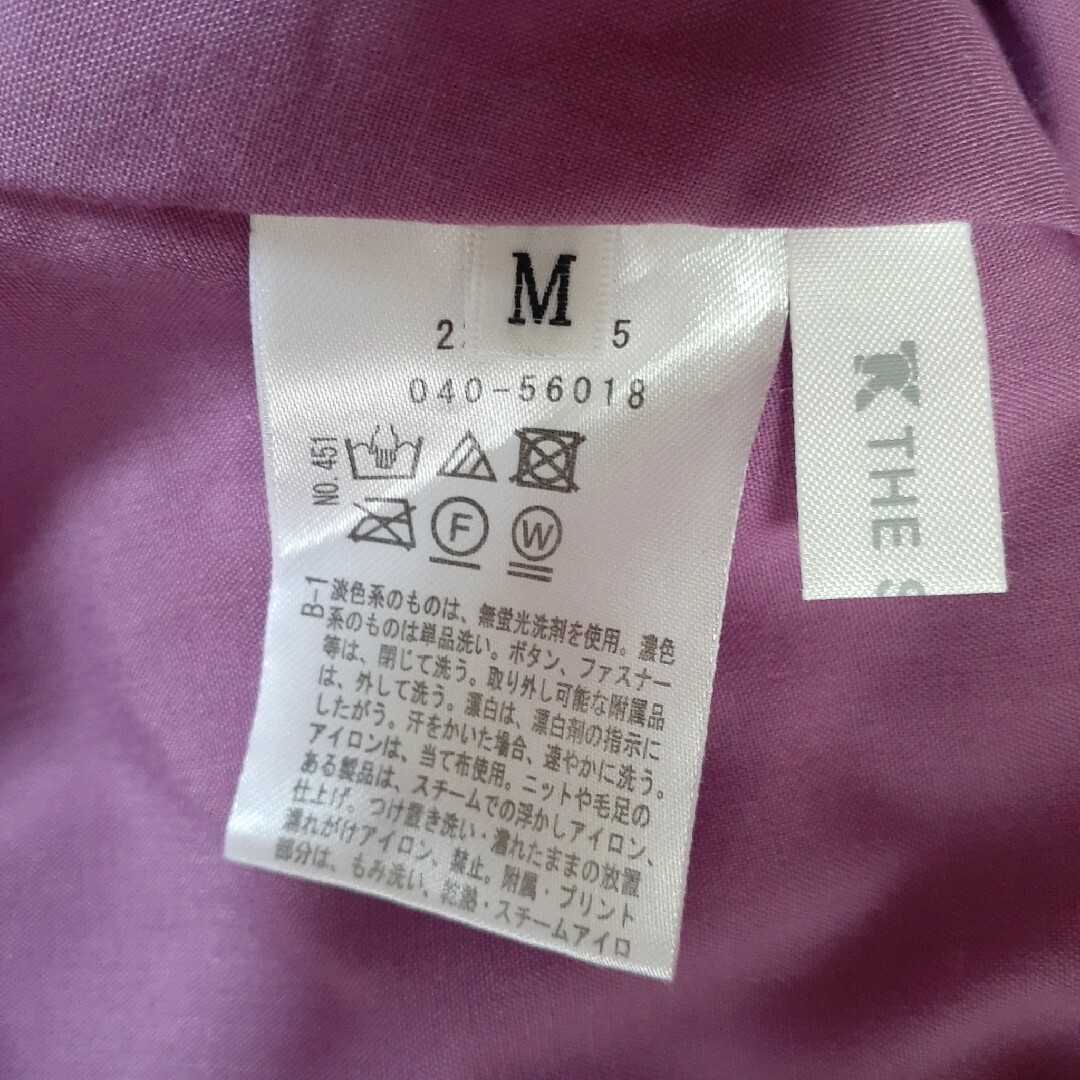 M
2 5
040-56018
NO.451
F
W
B-1
淡色系のものは、無蛍光洗剤を使用。濃色
系のものは単品洗い。ボタン、ファスナー
等は、閉じて洗う。取り外し可能な附属品
は、外して洗う。漂白は、漂白剤の指示に
したがう。汗をかいた場合、速やかに洗う。
アイロンは、当て布使用。ニットや毛足の
ある製品は、スチームでの浮かしアイロン、
仕上げ。つけ置き洗い・濡れたままの放置
濡れがけアイロン、禁止。附属・プリント
部分は、もみ洗い、乾熱・スチームアイロ
THE S